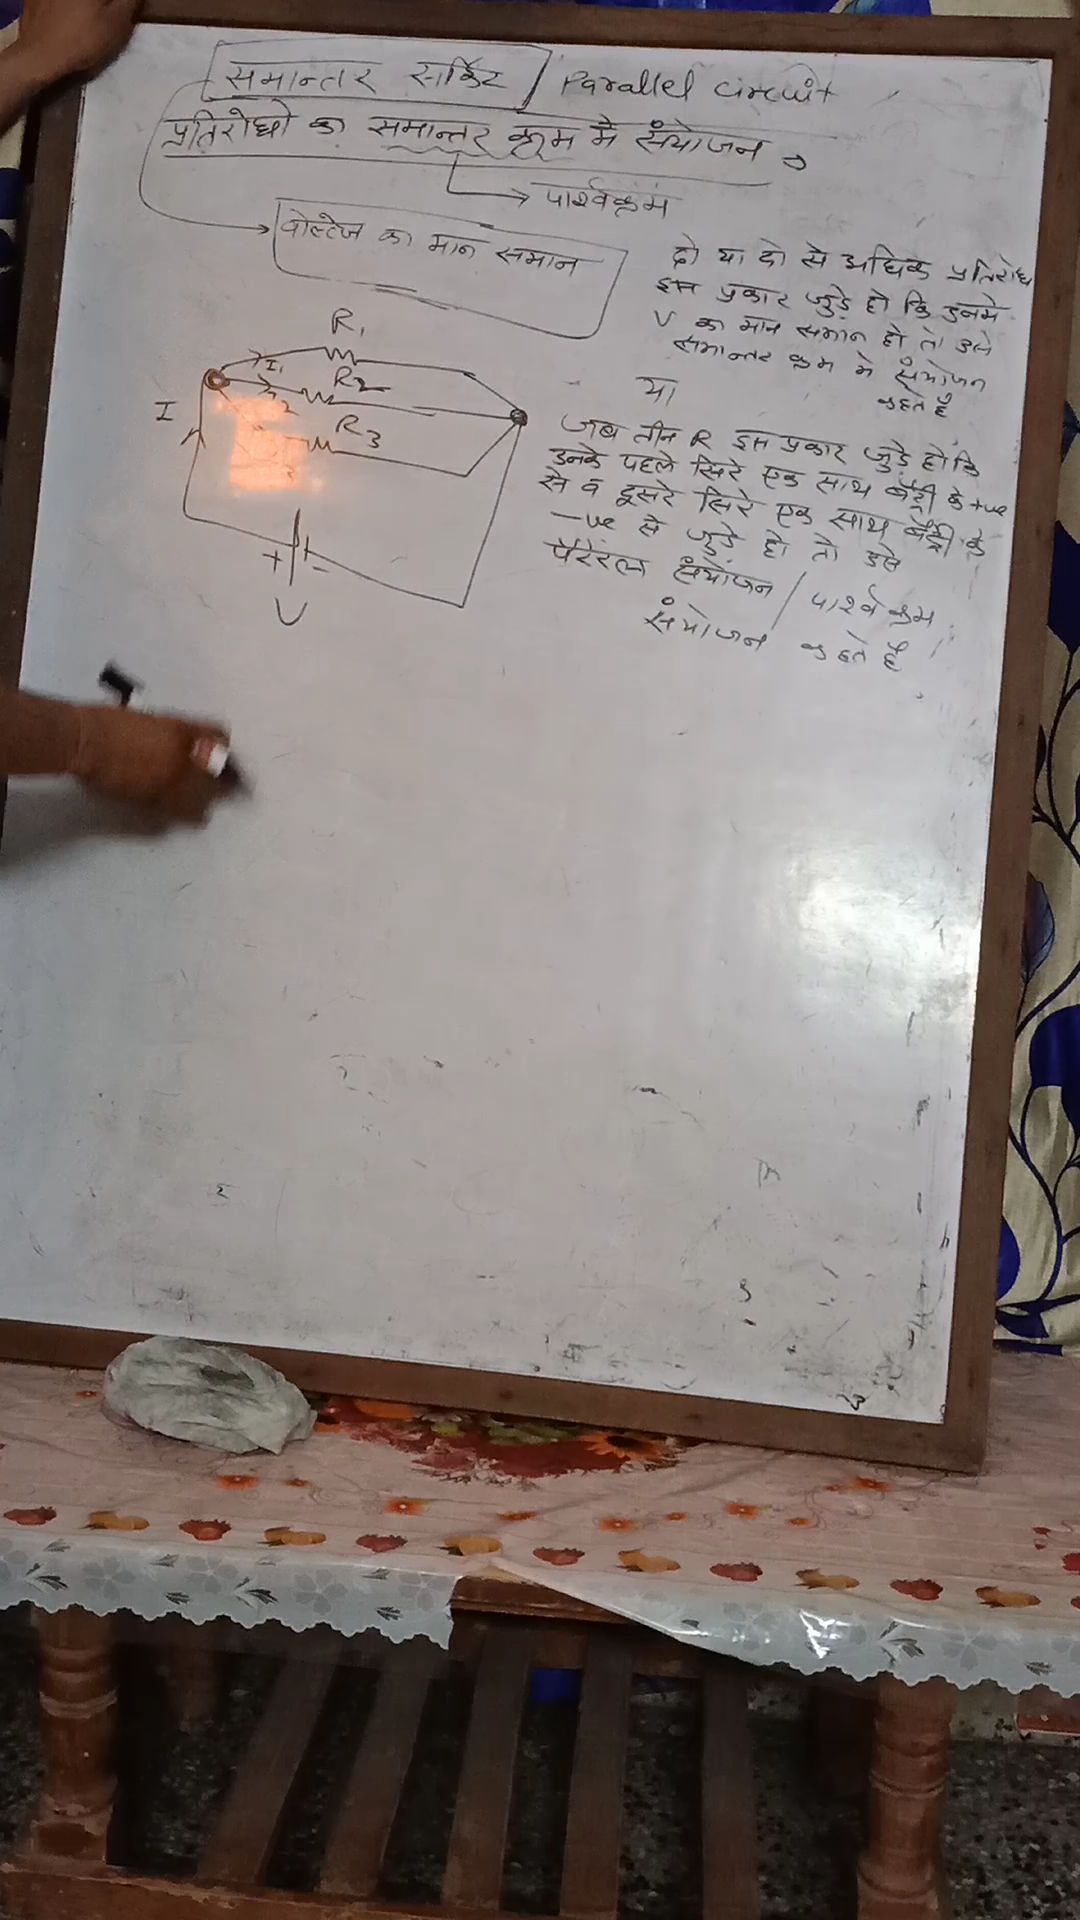 समान्तर सर्किट / Parallel circuit
प्रतिरोधो का समान्तर क्रम मे संयोजन
पार्श्वक्रम
वोल्टेज का मान समान
दो या दो से अधिक प्रतिरोध
इस प्रकार जुड़े हो कि उनमे
V का मान समान हो तो उसे
समान्तर क्रम मे संयोजन
कहते है
या
जब तीन R इस प्रकार जुड़े हो कि
उनके पहले सिरे एक साथ बैट्री के +ve
से व दूसरे सिरे एक साथ बैट्री के
-ve से जुड़े हो तो उसे
पैरेरल संयोजन / पार्श्व क्रम
संयोजन कहते है
R1
I1
R2
I2
R3
I
+ -
V